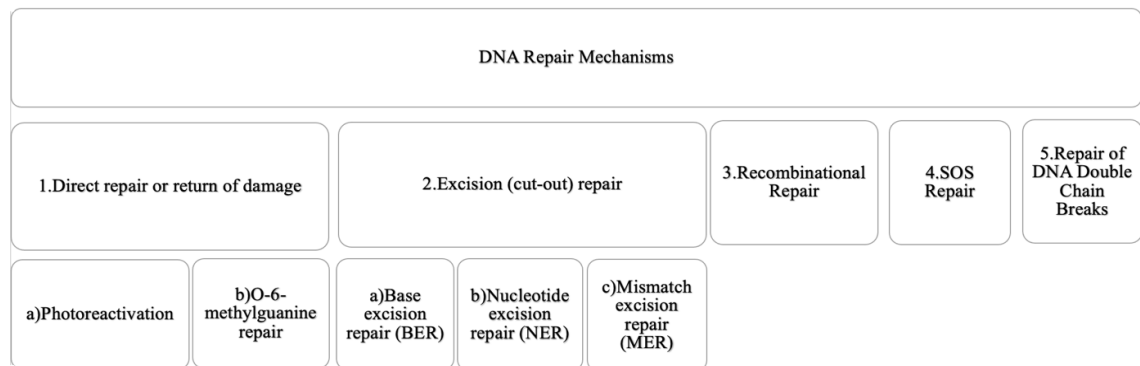 DNA Repair Mechanisms
1.Direct repair or return of damage
2.Excision (cut-out) repair
3.Recombinational
Repair
4.SOS
Repair
5.Repair of
DNA Double
Chain
Breaks
a)Photoreactivation
b)O-6-
methylguanine
repair
a)Base
excision
repair (BER)
b)Nucleotide
excision
repair (NER)
c)Mismatch
excision
repair
(MER)